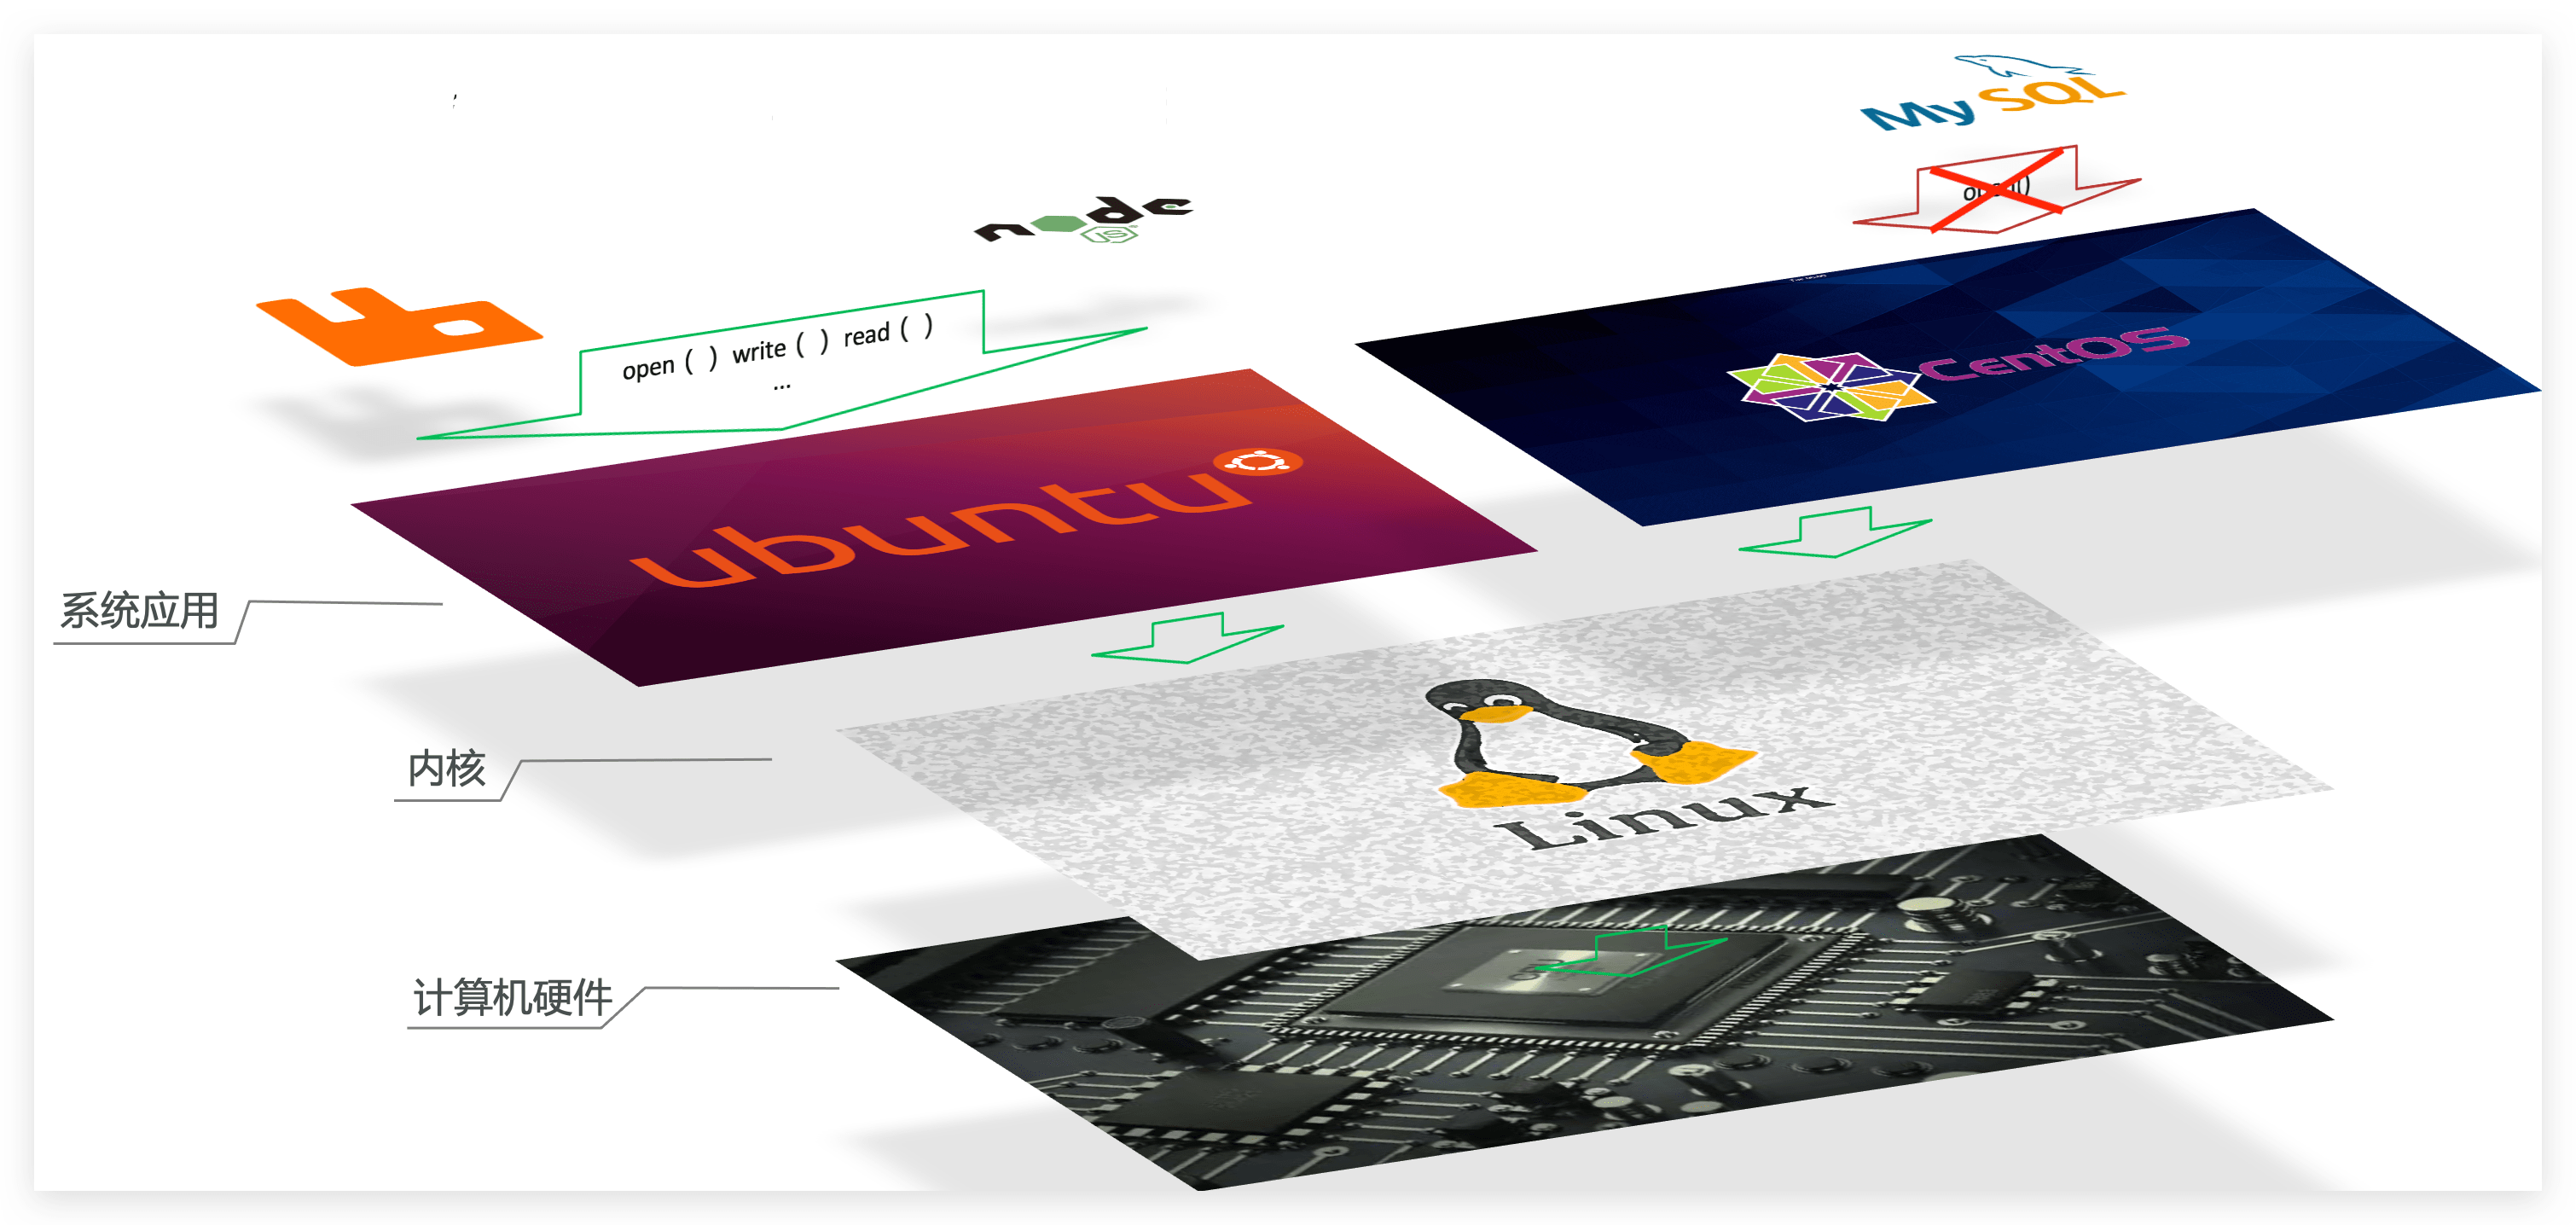 MySQL
node
JS
open ( ) write ( ) read ( )
...
CentOS
ubuntu
系统应用
内核
Linux
计算机硬件